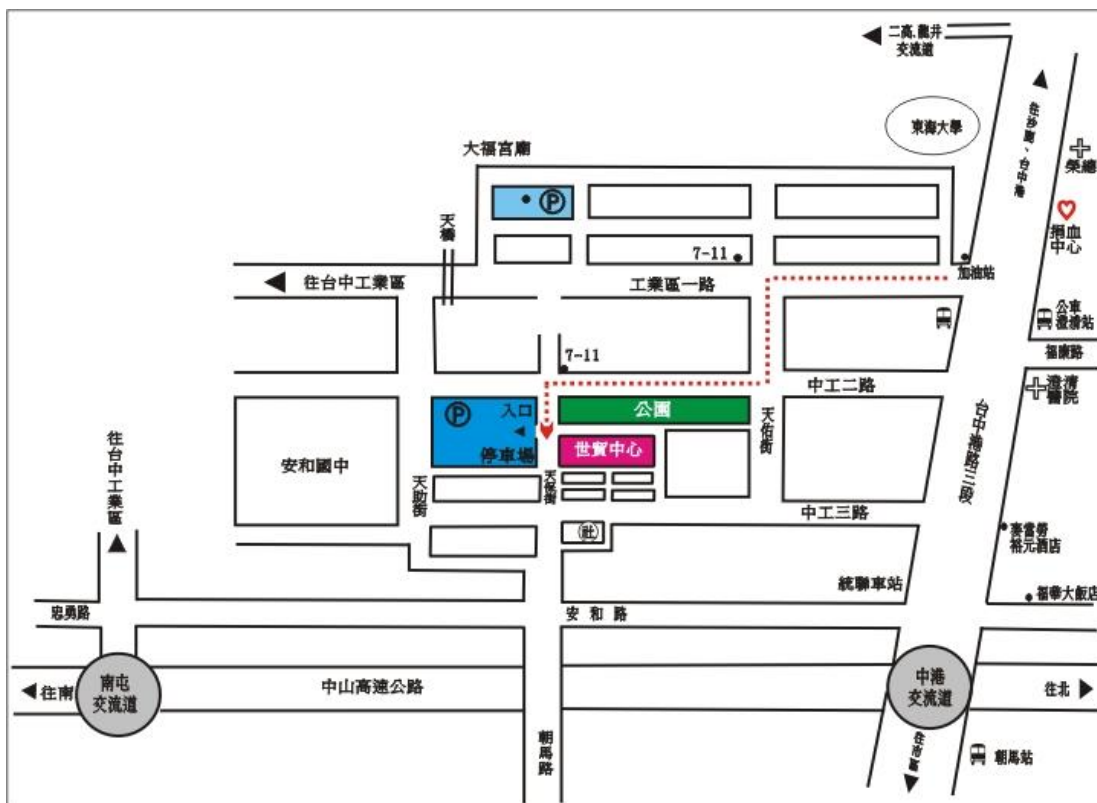 二高.龍井
交流道
往沙鹿、台中港
東海大學
榮總
大福宮廟
P
捐血
中心
天橋
7-11
加油站
往台中工業區
工業區一路
公車
澄清站
福康路
7-11
中工二路
澄清
醫院
P
入口
公園
天佑街
台中港路三段
停車場
世貿中心
安和國中
往台中工業區
天助街
天保街
中工三路
社
麥當勞
裕元酒店
統聯車站
福華大飯店
忠勇路
安和路
南屯
交流道
中港
交流道
往南
中山高速公路
往北
朝馬路
往市區
朝馬站